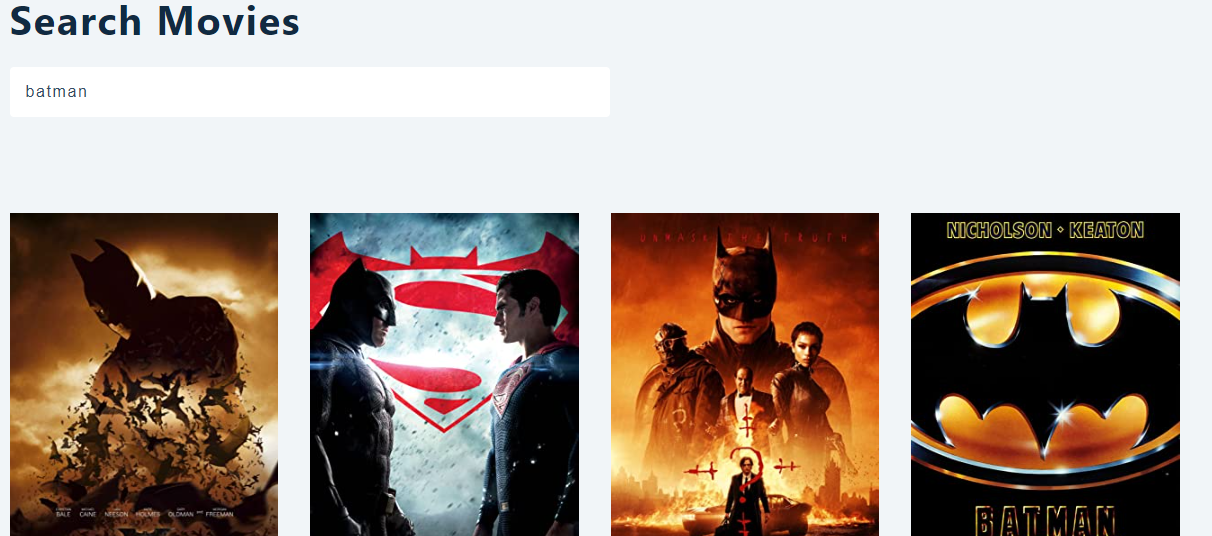 Search Movies
batman
NICHOLSON • KEATON
UNMASK THE TRUTH
BALE CAINE NEESON HOLMES OLDMAN FREEMAN
BATMAN